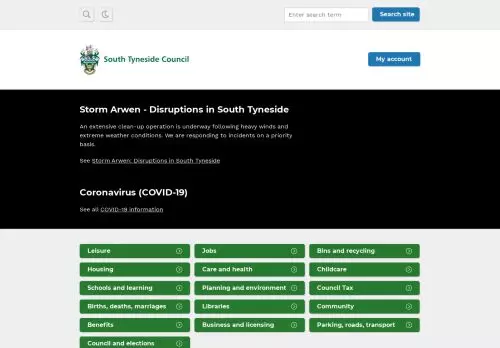 Enter search term
Search site
South Tyneside Council
My account
Storm Arwen - Disruptions in South Tyneside
An extensive clean-up operation is underway following heavy winds and
extreme weather conditions. We are responding to incidents on a priority
basis.
See Storm Arwen: Disruptions in South Tyneside
Coronavirus (COVID-19)
See all COVID-19 information
Leisure
Jobs
Bins and recycling
Housing
Care and health
Childcare
Schools and learning
Planning and environment
Council Tax
Births, deaths, marriages
Libraries
Community
Benefits
Business and licensing
Parking, roads, transport
Council and elections